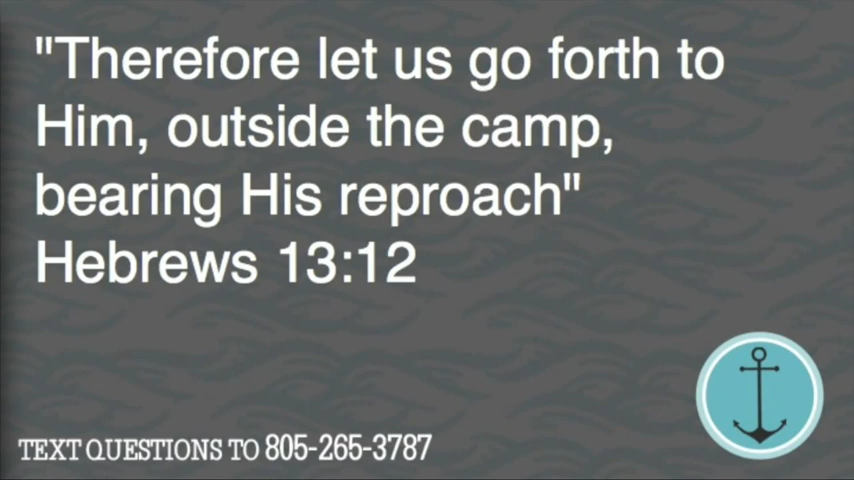 "Therefore let us go forth to
Him, outside the camp,
bearing His reproach"
Hebrews 13:12
TEXT QUESTIONS TO 805-265-3787